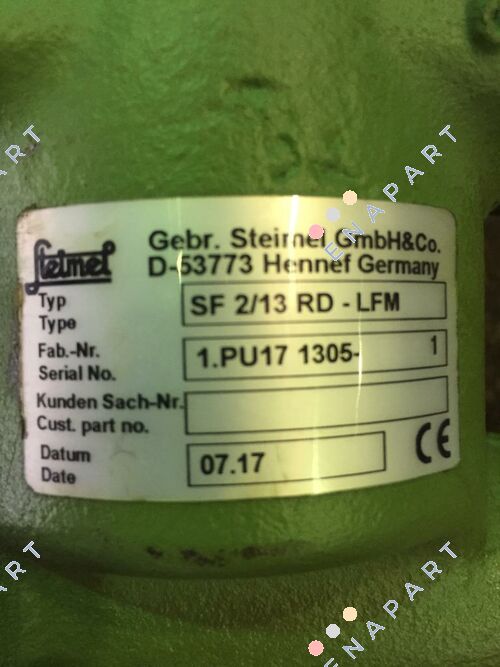 Steimel
Gebr. Steimel GmbH&Co.
D-53773 Hennef Germany
Typ
Type
SF 2/13 RD - LFM
Fab.-Nr.
Serial No.
1.PU17 1305- 1
Kunden Sach-Nr.
Cust. part no.
Datum
Date
07.17
CE
ENAPART
ENAPART
ENAPART
ENAPART